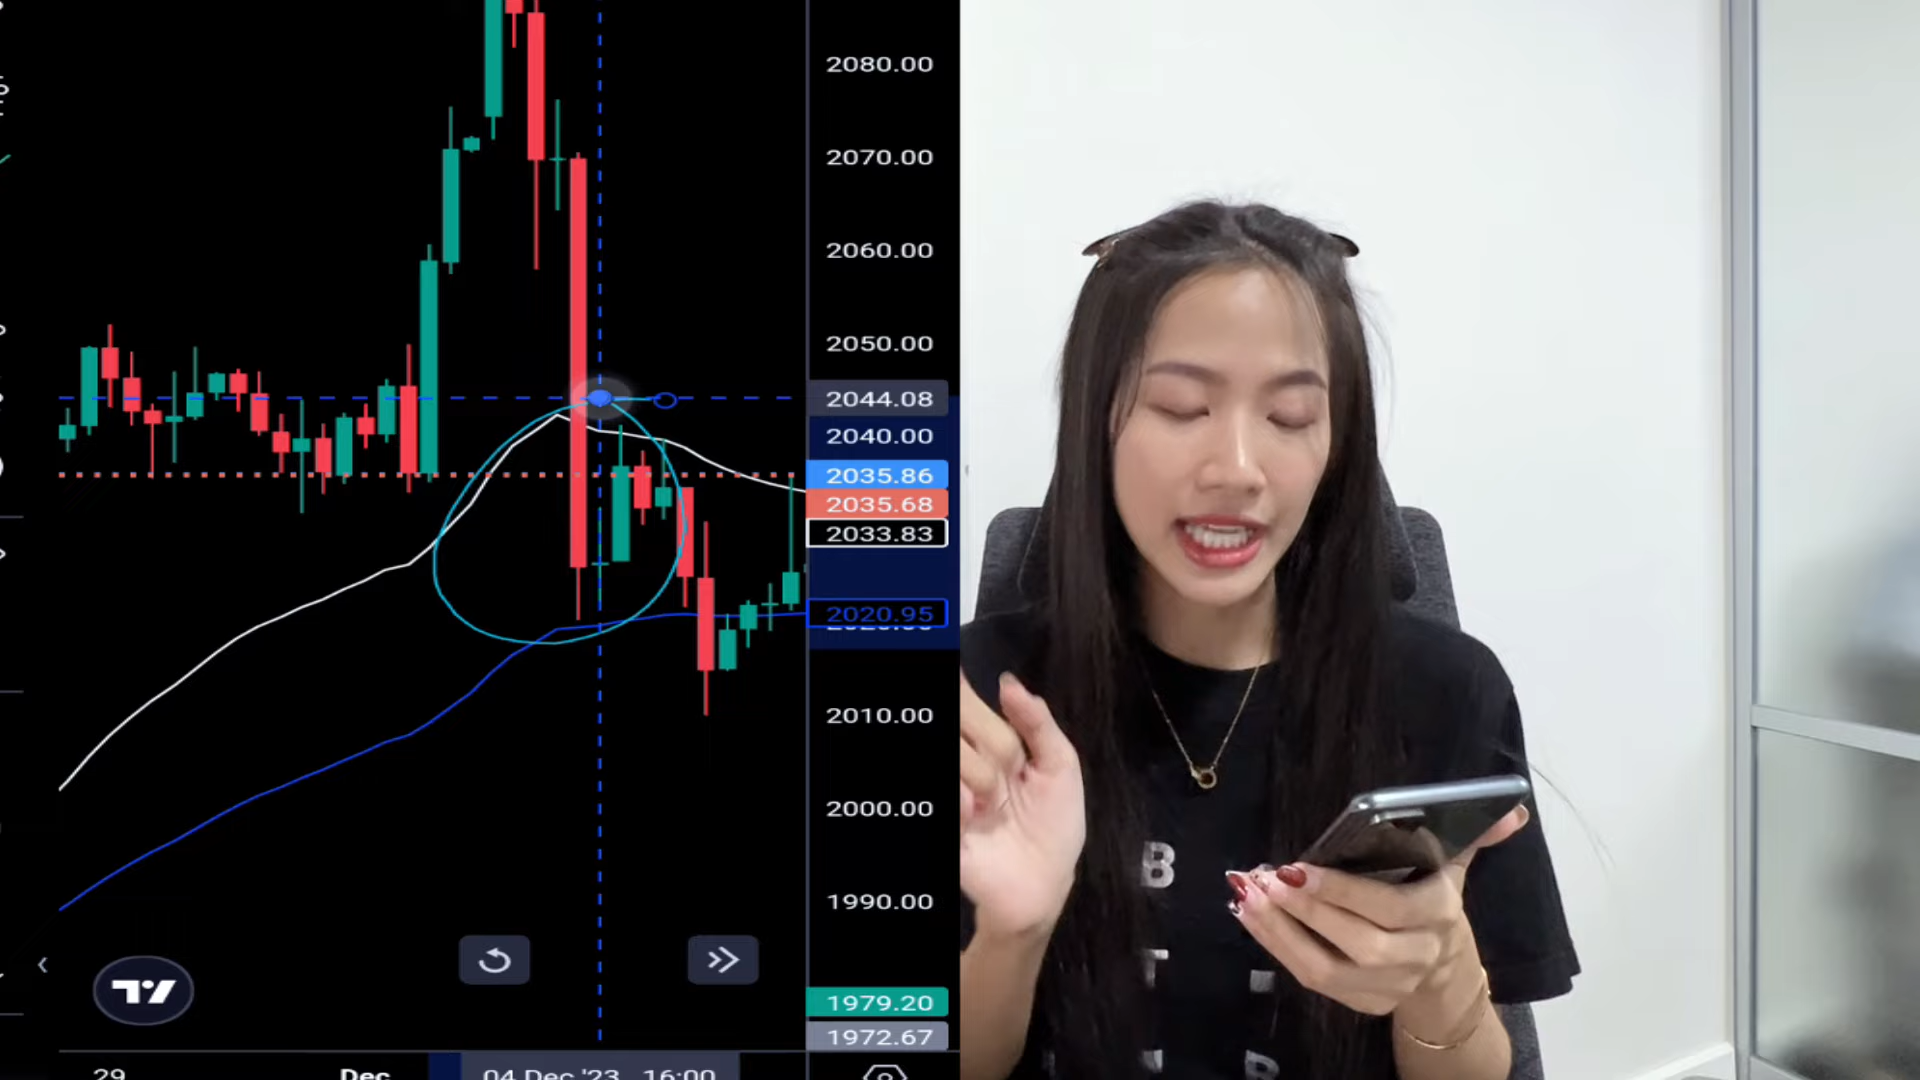 2080.00
2070.00
2060.00
2050.00
2044.08
2040.00
2035.86
2035.68
2033.83
2020.95
2010.00
2000.00
1990.00
1979.20
1972.67
29
Dec
04 Dec '23 16:00
B
T
T
B